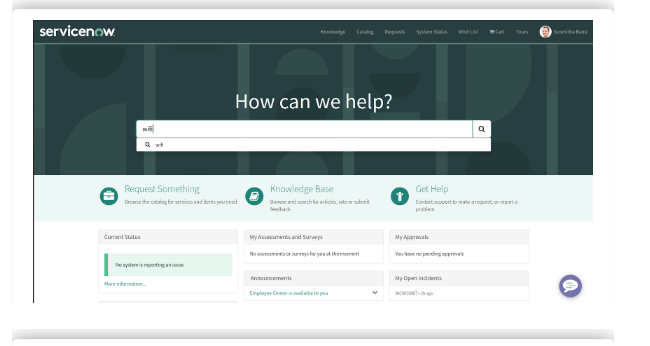 servicenow
Knowledge Catalog Requests System Status Wish List Cart Tours
How can we help?
wifi
wifi
Request Something
Browse the catalog for services and items you need
Knowledge Base
Browse and search for articles, rate or submit
feedback
Get Help
Contact support to make a request, or report a
problem
Current Status
No system is reporting an issue
More information...
My Assessments and Surveys
No assessments or surveys for you at the moment
Announcements
Employee Center is available to you
My Approvals
You have no pending approvals
My Open Incidents